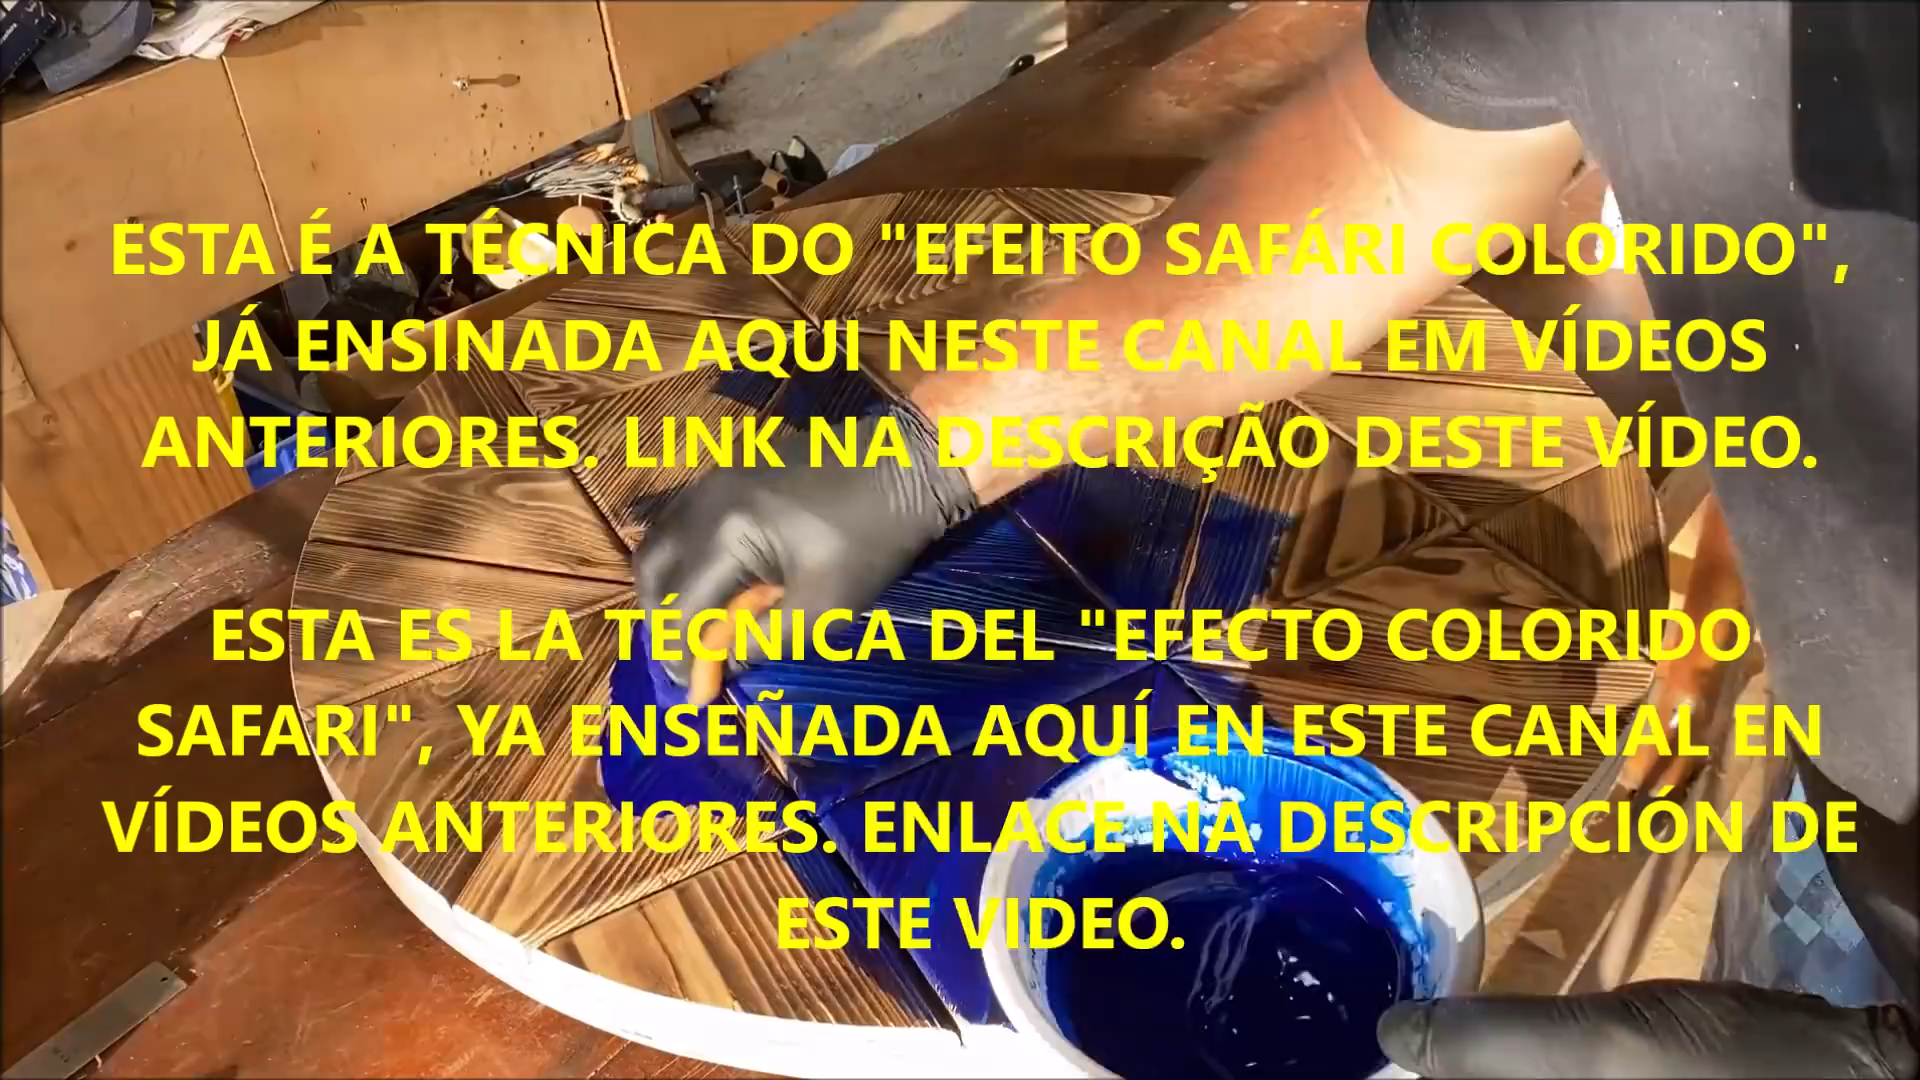 ESTA É A TÉCNICA DO "EFEITO SAFÁRI COLORIDO",
JÁ ENSINADA AQUI NESTE CANAL EM VÍDEOS
ANTERIORES. LINK NA DESCRIÇÃO DESTE VÍDEO.
ESTA ES LA TÉCNICA DEL "EFECTO COLORIDO
SAFARI", YA ENSEÑADA AQUÍ EN ESTE CANAL EN
VÍDEOS ANTERIORES. ENLACE NA DESCRIPCIÓN DE
ESTE VIDEO.